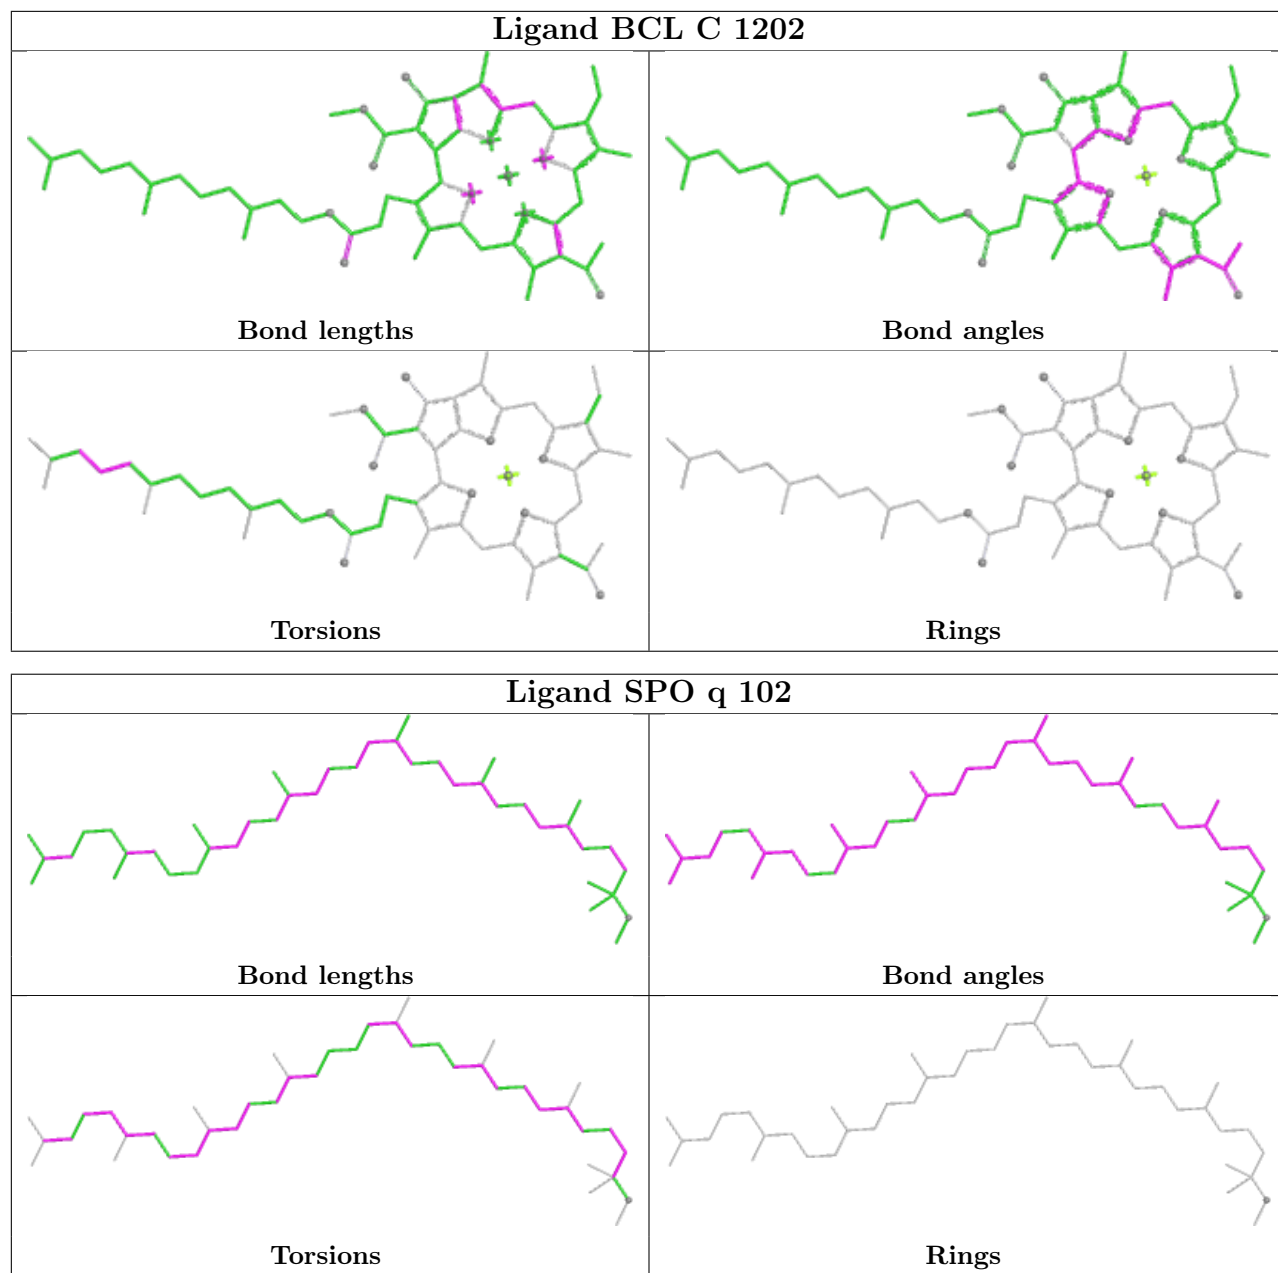 Ligand BCL C 1202
Bond lengths
Bond angles
Torsions
Rings
Ligand SPO q 102
Bond lengths
Bond angles
Torsions
Rings